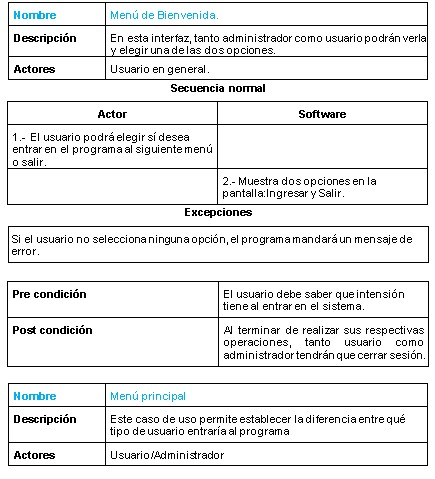 Nombre Menú de Bienvenida.
Descripción En esta interfaz, tanto administrador como usuario podrán verla
y elegir una de las dos opciones.
Actores Usuario en general.
Secuencia normal
Actor Software
1.- El usuario podrá elegir sí desea
entrar en el programa al siguiente menú
o salir.
2.- Muestra dos opciones en la
pantalla:Ingresar y Salir.
Excepciones
Si el usuario no selecciona ninguna opción, el programa mandará un mensaje de
error.
Pre condición El usuario debe saber que intensión
tiene al entrar en el sistema.
Post condición Al terminar de realizar sus respectivas
operaciones, tanto usuario como
administrador tendrán que cerrar sesión.
Nombre Menú principal
Descripción Este caso de uso permite establecer la diferencia entre qué
tipo de usuario entraría al programa
Actores Usuario/Administrador